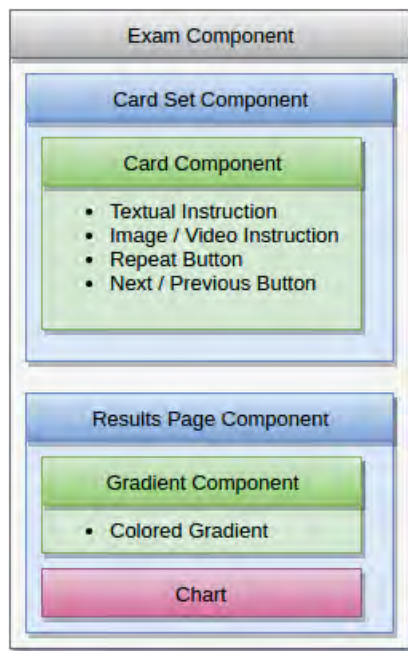 Exam Component
Card Set Component
Card Component
• Textual Instruction
• Image / Video Instruction
• Repeat Button
• Next / Previous Button
Results Page Component
Gradient Component
• Colored Gradient
Chart